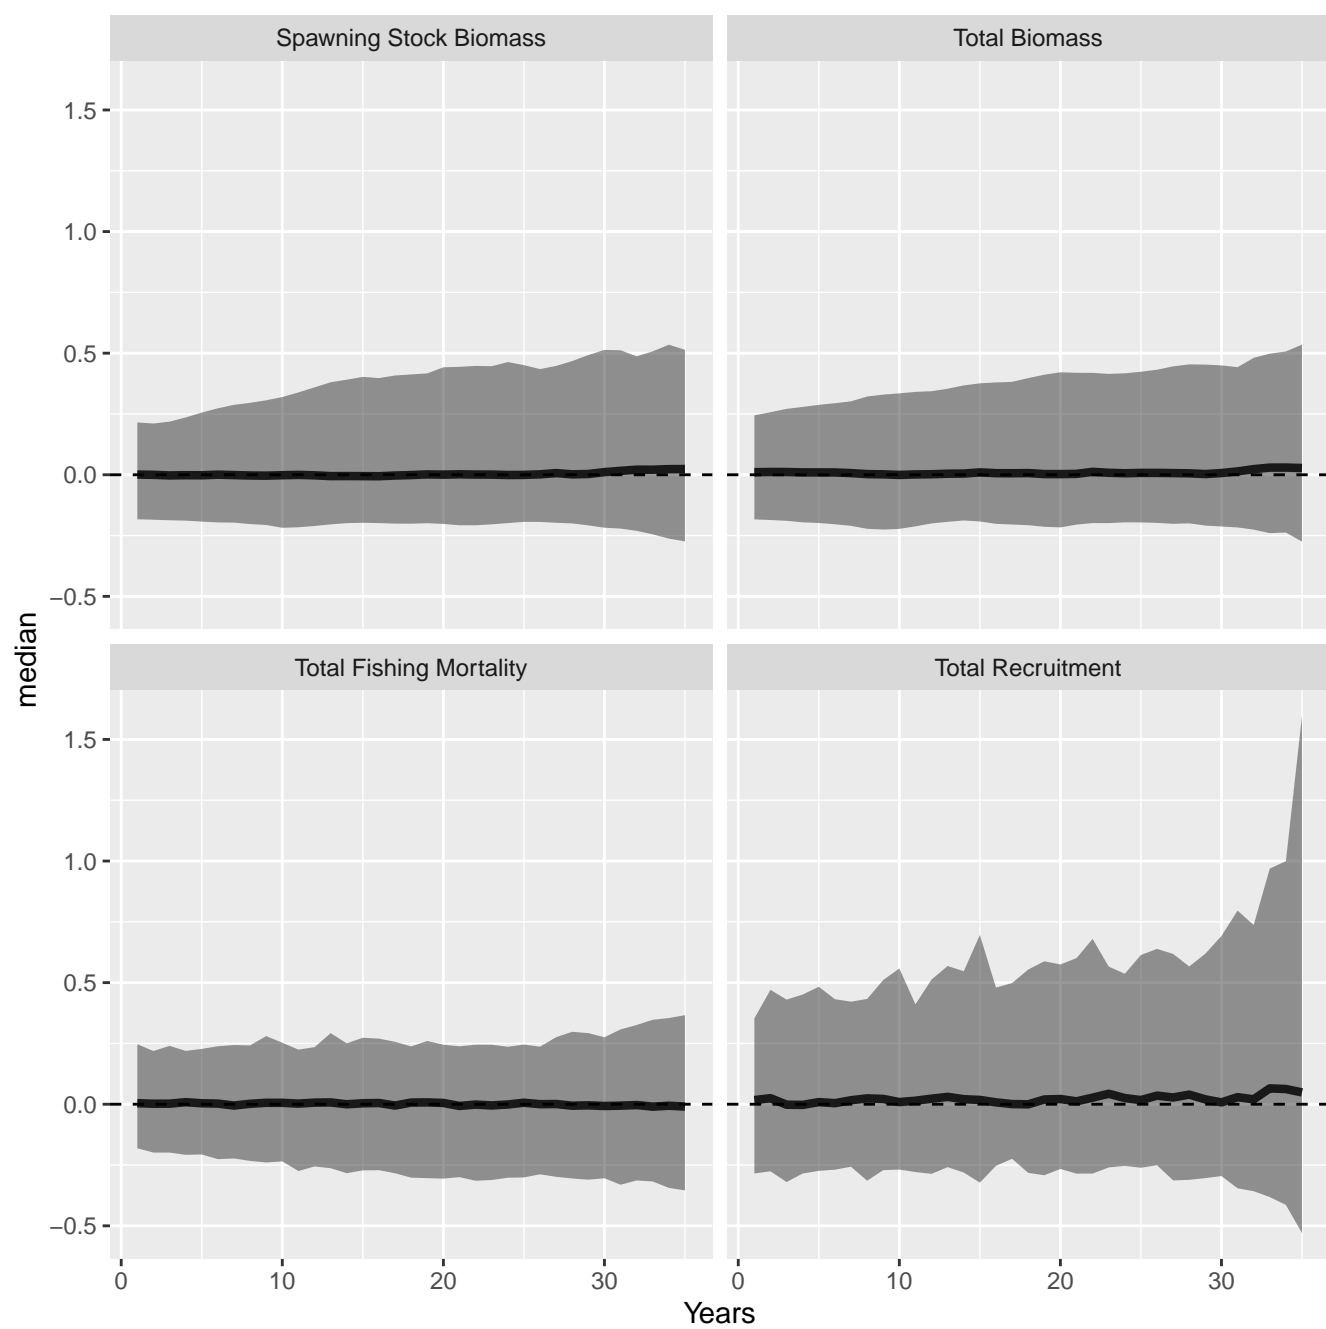 Spawning Stock Biomass
Total Biomass
1.5
1.0
0.5
0.0
−0.5
median
Total Fishing Mortality
Total Recruitment
1.5
1.0
0.5
0.0
−0.5
0 10 20 30
0 10 20 30
Years